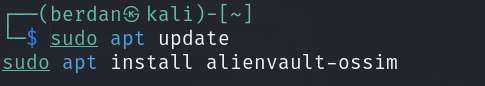 ┌──(berdan㉿kali)-[~]
└─$ sudo apt update
sudo apt install alienvault-ossim